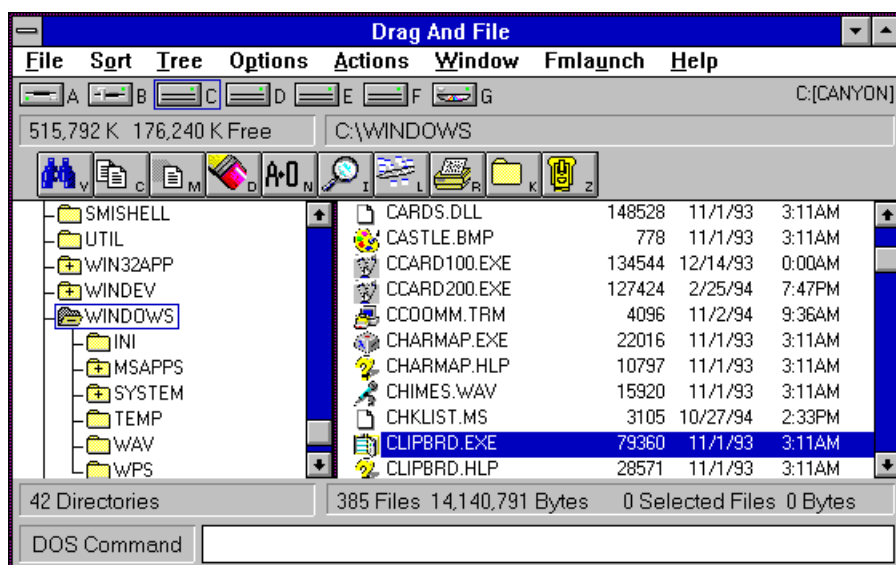 Drag And File
File Sort Tree Options Actions Window Fmlaunch Help
A B C D E F G C:[CANYON]
515,792 K 176,240 K Free C:\WINDOWS
V C M D A•O N I L R K Z
SMISHELL CARDS.DLL 148528 11/1/93 3:11AM
UTIL CASTLE.BMP 778 11/1/93 3:11AM
WIN32APP CCARD100.EXE 134544 12/14/93 0:00AM
WINDEV CCARD200.EXE 127424 2/25/94 7:47PM
WINDOWS CCOOMM.TRM 4096 11/2/94 9:36AM
INI CHARMAP.EXE 22016 11/1/93 3:11AM
MSAPPS CHARMAP.HLP 10797 11/1/93 3:11AM
SYSTEM CHIMES.WAV 15920 11/1/93 3:11AM
TEMP CHKLIST.MS 3105 10/27/94 2:33PM
WAV CLIPBRD.EXE 79360 11/1/93 3:11AM
WPS CLIPBRD.HLP 28571 11/1/93 3:11AM
42 Directories 385 Files 14,140,791 Bytes 0 Selected Files 0 Bytes
DOS Command